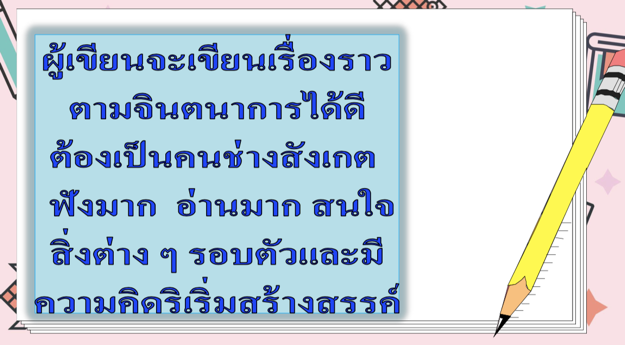 ผู้เขียนจะเขียนเรื่องราว
ตามจินตนาการได้ดี
ต้องเป็นคนช่างสังเกต
ฟังมาก อ่านมาก สนใจ
สิ่งต่าง ๆ รอบตัวและมี
ความคิดริเริ่มสร้างสรรค์